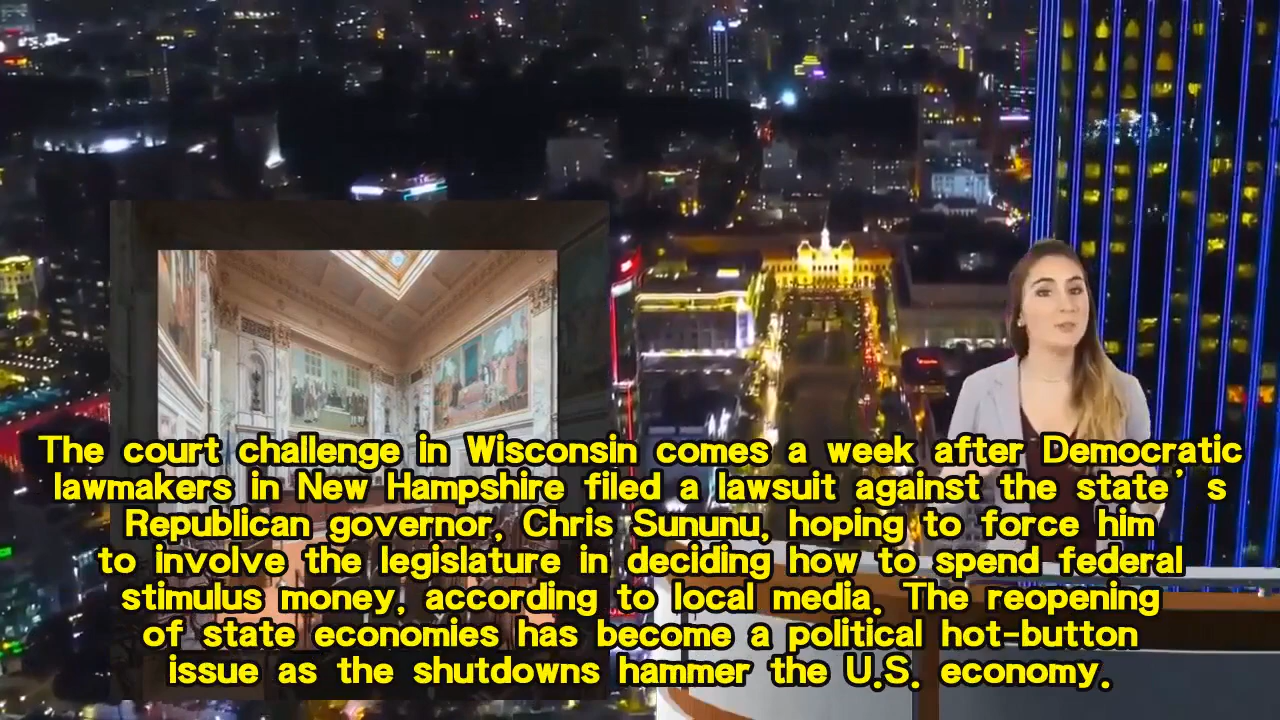 The court challenge in Wisconsin comes a week after Democratic
lawmakers in New Hampshire filed a lawsuit against the state’s
Republican governor, Chris Sununu, hoping to force him
to involve the legislature in deciding how to spend federal
stimulus money, according to local media. The reopening
of state economies has become a political hot-button
issue as the shutdowns hammer the U.S. economy.